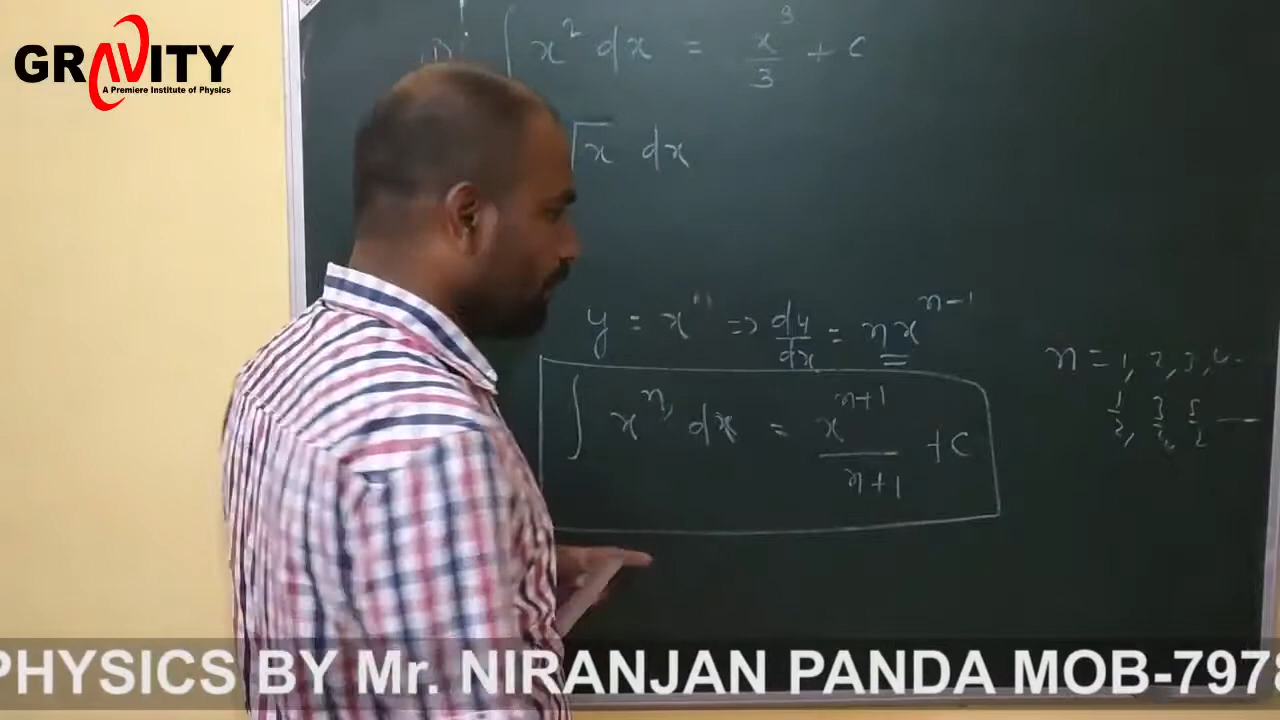 GRAVITY
A Premiere Institute of Physics
∫ x² dx = x³/3 + C
√x dx
y = xⁿ => dy/dx = nxⁿ⁻¹
∫ xⁿ dx = xⁿ⁺¹/n+1 + C
n = 1, 2, 3, 4..
1/2, 3/2, 5/2 —
PHYSICS BY Mr. NIRANJAN PANDA MOB-7978